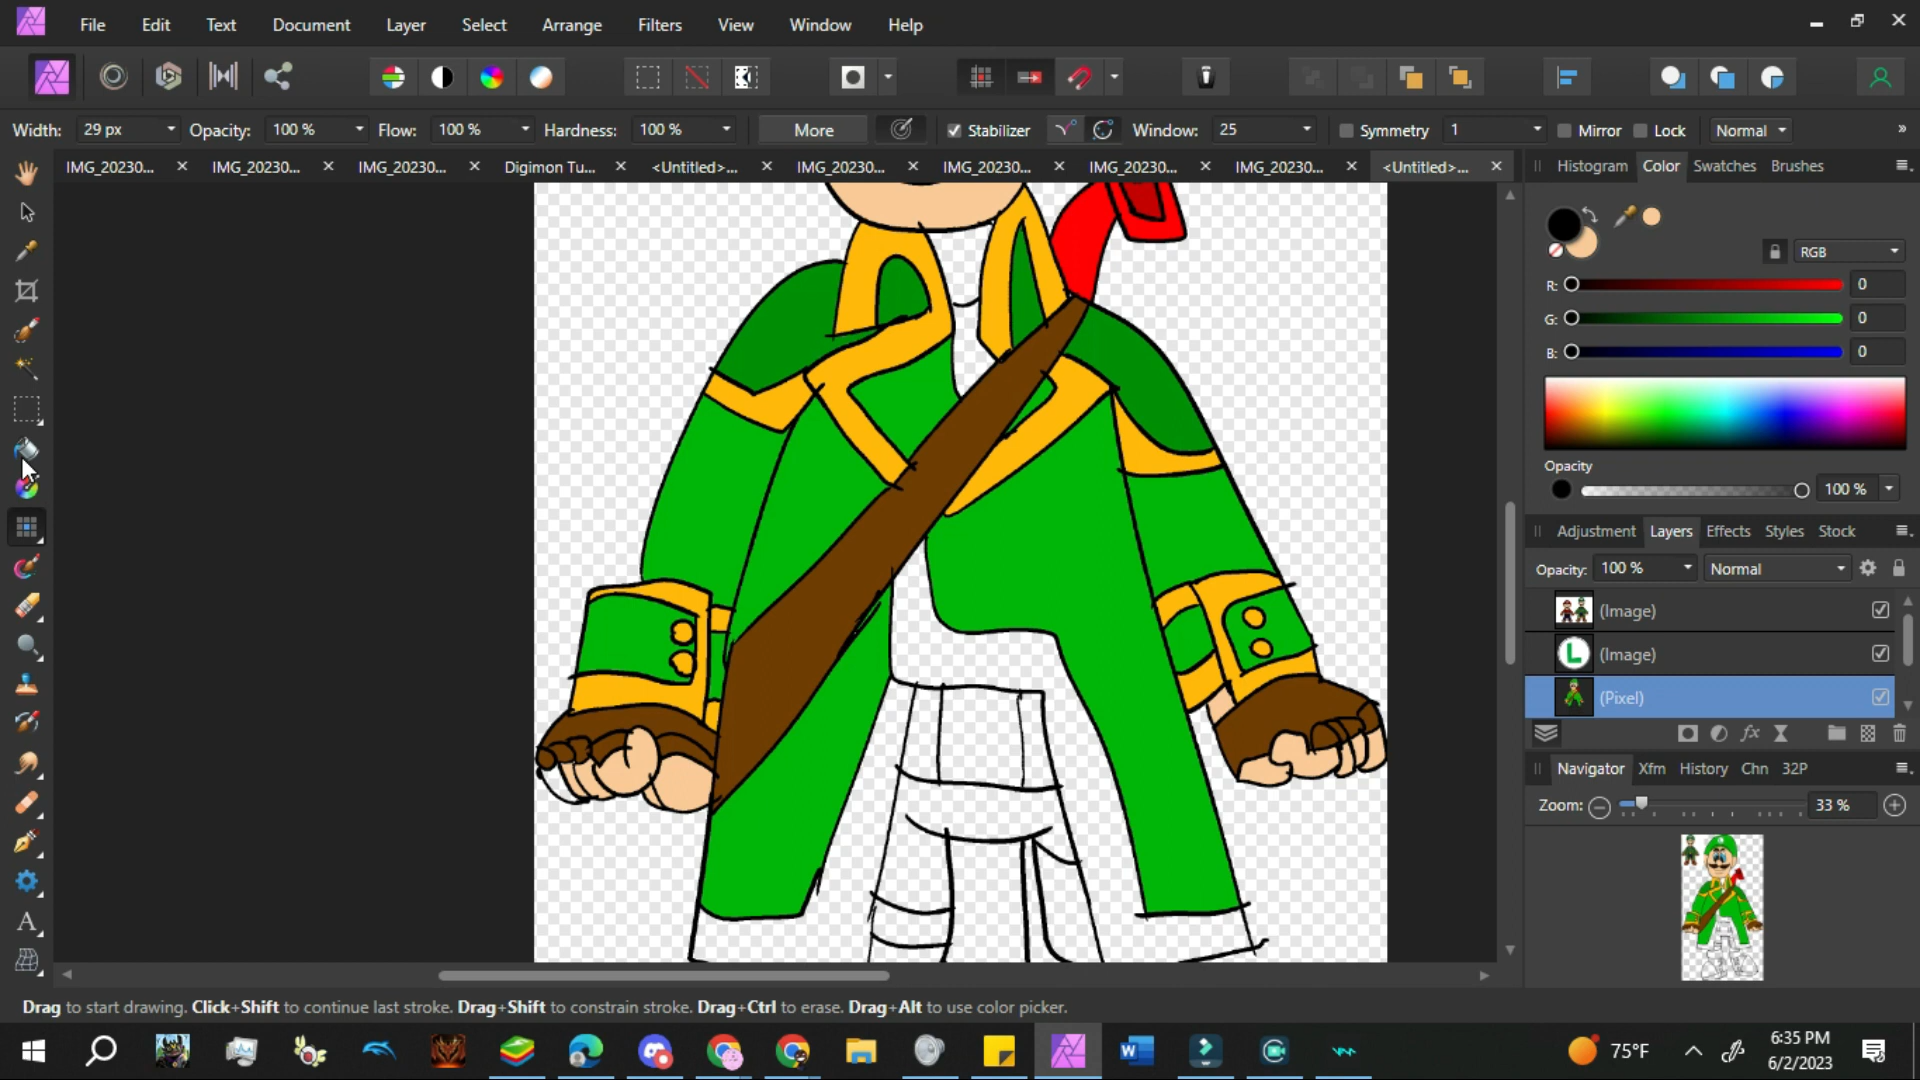 File Edit Text Document Layer Select Arrange Filters View Window Help
Width: 29 px Opacity: 100 % Flow: 100 % Hardness: 100 % More Stabilizer Window: 25 Symmetry 1 Mirror Lock Normal »
IMG_20230... IMG_20230... IMG_20230... Digimon Tu... <Untitled>... IMG_20230... IMG_20230... IMG_20230... IMG_20230... <Untitled>...
Histogram Color Swatches Brushes
RGB
R: 0
G: 0
B: 0
Opacity
100 %
Adjustment Layers Effects Styles Stock
Opacity: 100 % Normal
(Image)
L (Image)
(Pixel)
fx
Navigator Xfm History Chn 32P
Zoom: 33 %
A
Drag to start drawing. Click+Shift to continue last stroke. Drag+Shift to constrain stroke. Drag+Ctrl to erase. Drag+Alt to use color picker.
W 75°F 6:35 PM
6/2/2023